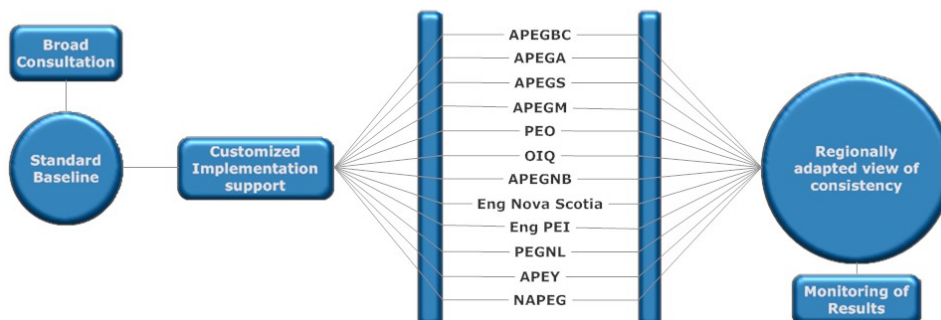 Broad
Consultation
Standard
Baseline
Customized
Implementation
support
APEGBC
APEGA
APEGS
APEGM
PEO
OIQ
APEGNB
Eng Nova Scotia
Eng PEI
PEGNL
APEY
NAPEG
Regionally
adapted view of
consistency
Monitoring of
Results